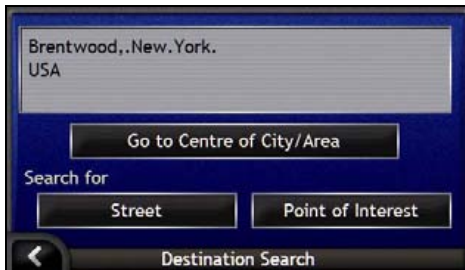 Brentwood,.New.York.
USA
Go to Centre of City/Area
Search for
Street
Point of Interest
Destination Search